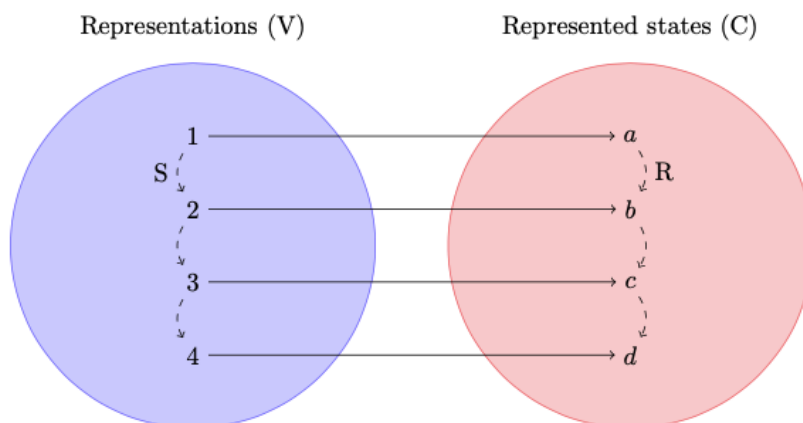 Representations (V) Represented states (C)
1 a
S R
2 b
3 c
4 d